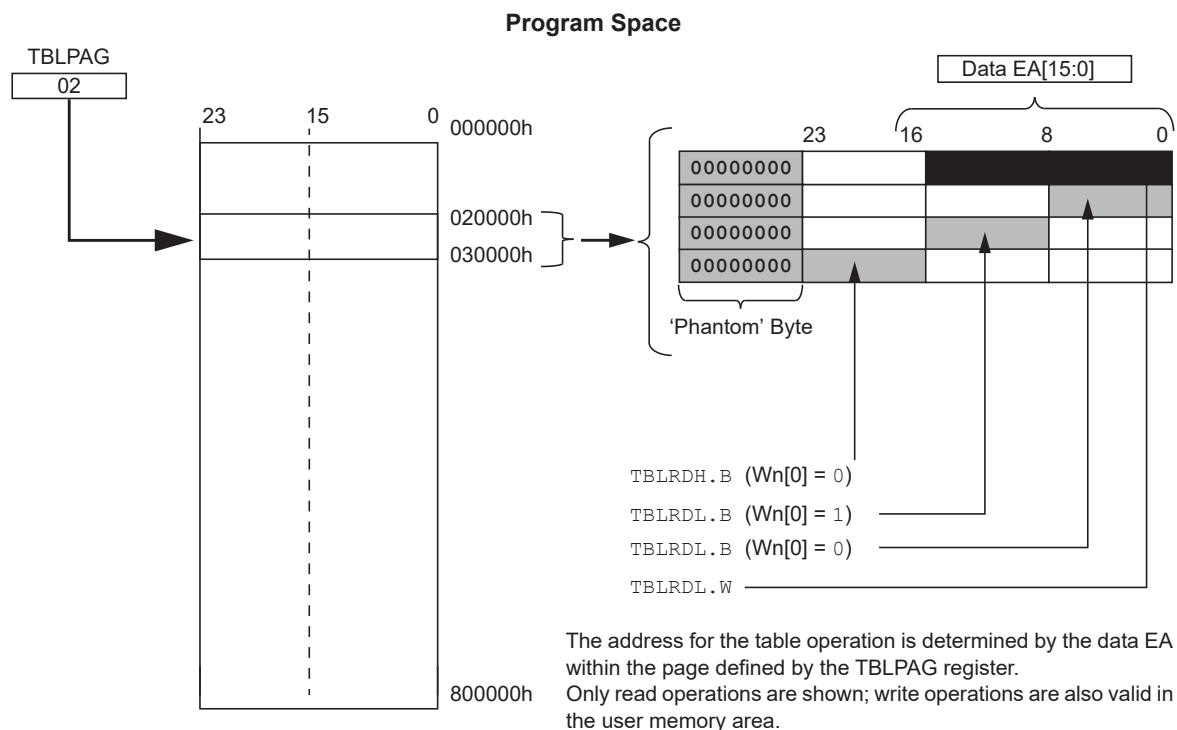 Program Space
TBLPAG
02
23 15 0
000000h
020000h
030000h
800000h
Data EA[15:0]
23 16 8 0
00000000
00000000
00000000
00000000
‘Phantom’ Byte
TBLRDH.B (Wn[0] = 0)
TBLRDL.B (Wn[0] = 1)
TBLRDL.B (Wn[0] = 0)
TBLRDL.W
The address for the table operation is determined by the data EA
within the page defined by the TBLPAG register.
Only read operations are shown; write operations are also valid in
the user memory area.